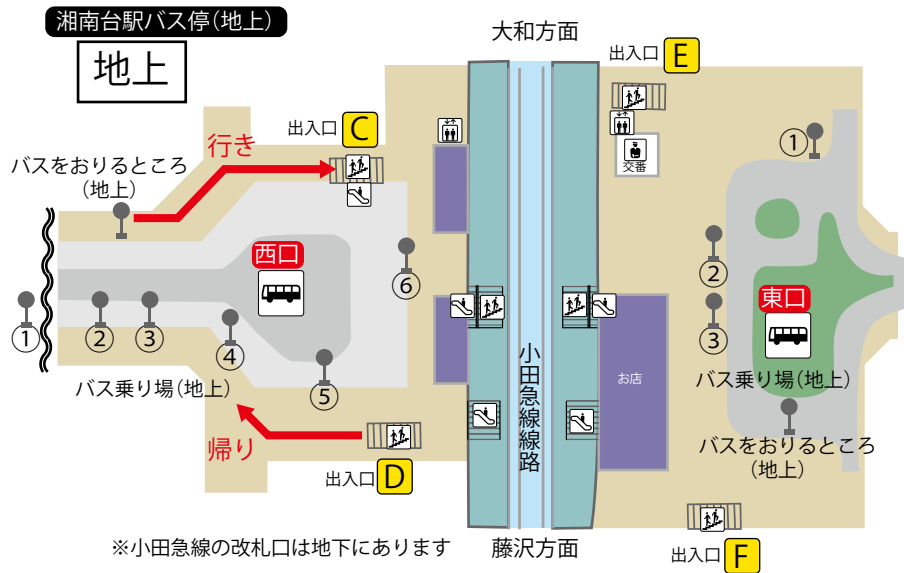 湘南台駅バス停(地上)
地上
大和方面
出入口 E
出入口 C
行き
バスをおりるところ
(地上)
交番
①
西口
⑥
②
東口
①
②
③
④
③
⑤
バス乗り場(地上)
小田急線線路
お店
バス乗り場(地上)
帰り
出入口 D
バスをおりるところ
(地上)
※小田急線の改札口は地下にあります
藤沢方面
出入口 F